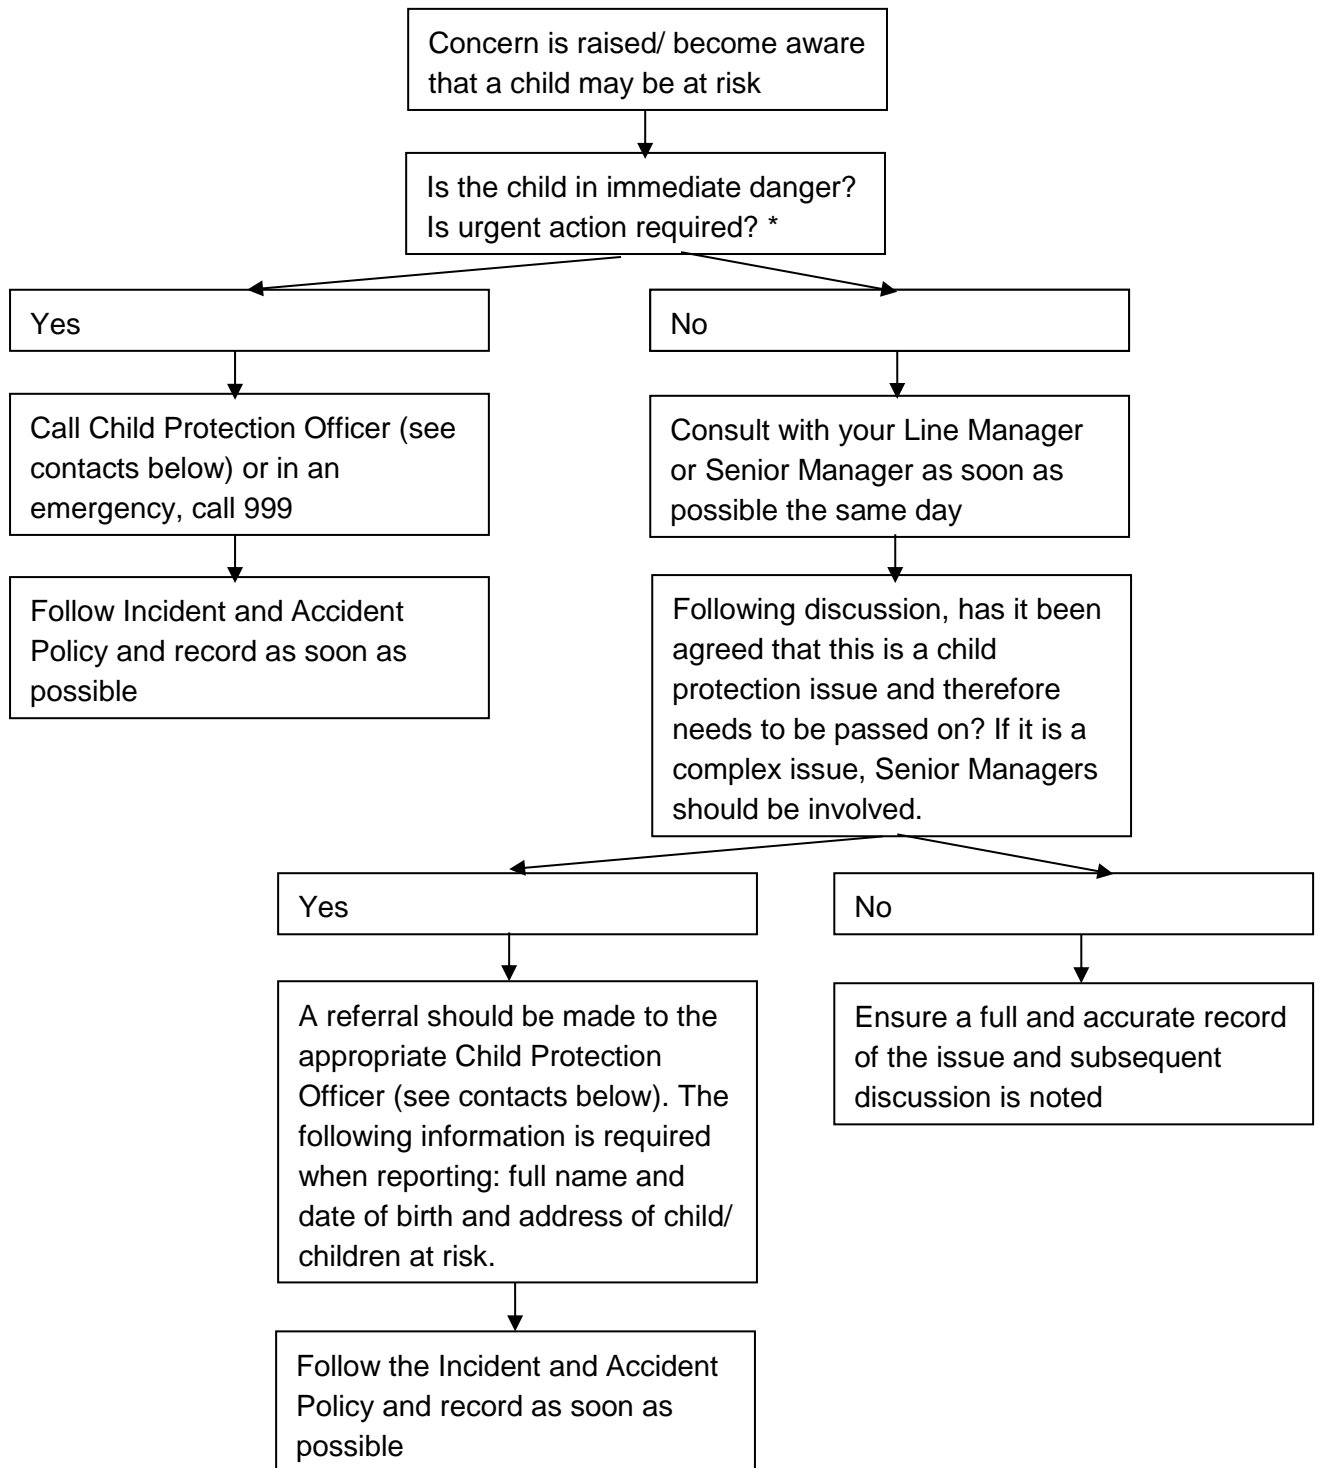 Concern is raised/ become aware
that a child may be at risk
Is the child in immediate danger?
Is urgent action required? *
Yes
No
Call Child Protection Officer (see
contacts below) or in an
emergency, call 999
Consult with your Line Manager
or Senior Manager as soon as
possible the same day
Follow Incident and Accident
Policy and record as soon as
possible
Following discussion, has it been
agreed that this is a child
protection issue and therefore
needs to be passed on? If it is a
complex issue, Senior Managers
should be involved.
Yes
No
A referral should be made to the
appropriate Child Protection
Officer (see contacts below). The
following information is required
when reporting: full name and
date of birth and address of child/
children at risk.
Ensure a full and accurate record
of the issue and subsequent
discussion is noted
Follow the Incident and Accident
Policy and record as soon as
possible